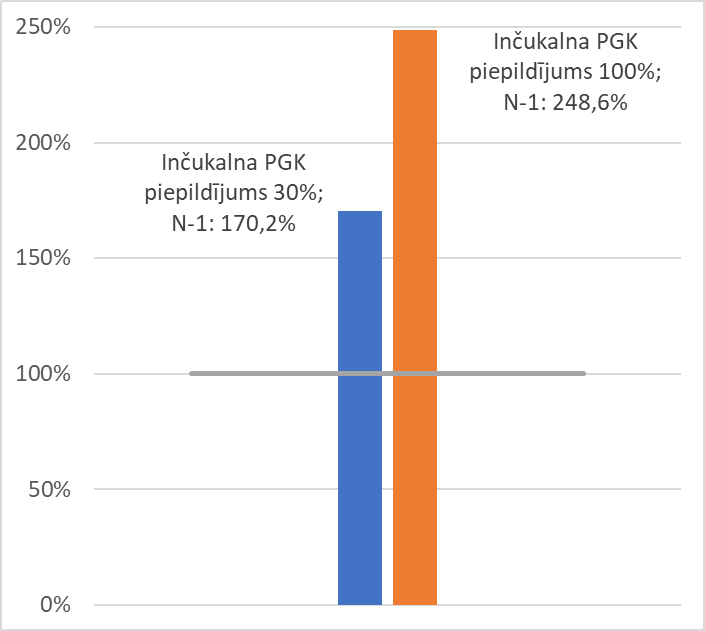 250%
Inčukalna PGK
piepildījums 100%;
N-1: 248,6%
200%
Inčukalna PGK
piepildījums 30%;
N-1: 170,2%
150%
100%
50%
0%